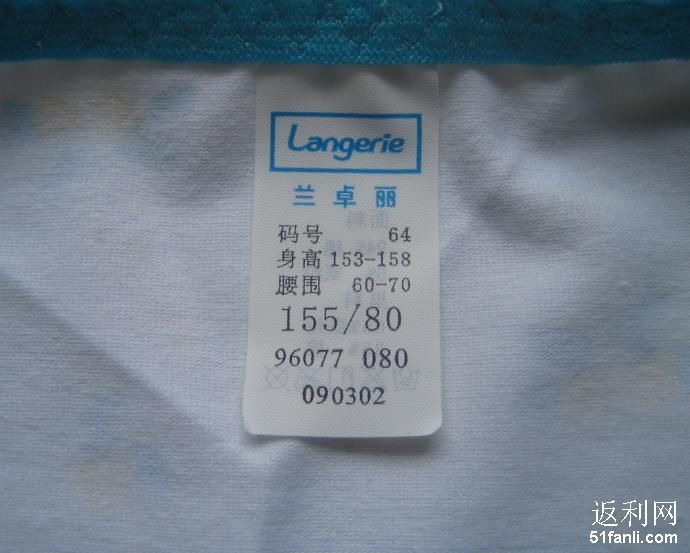 Langerie
兰卓丽
码号 64
身高 153-158
腰围 60-70
155/80
96077 080
090302
返利网
51fanli.com